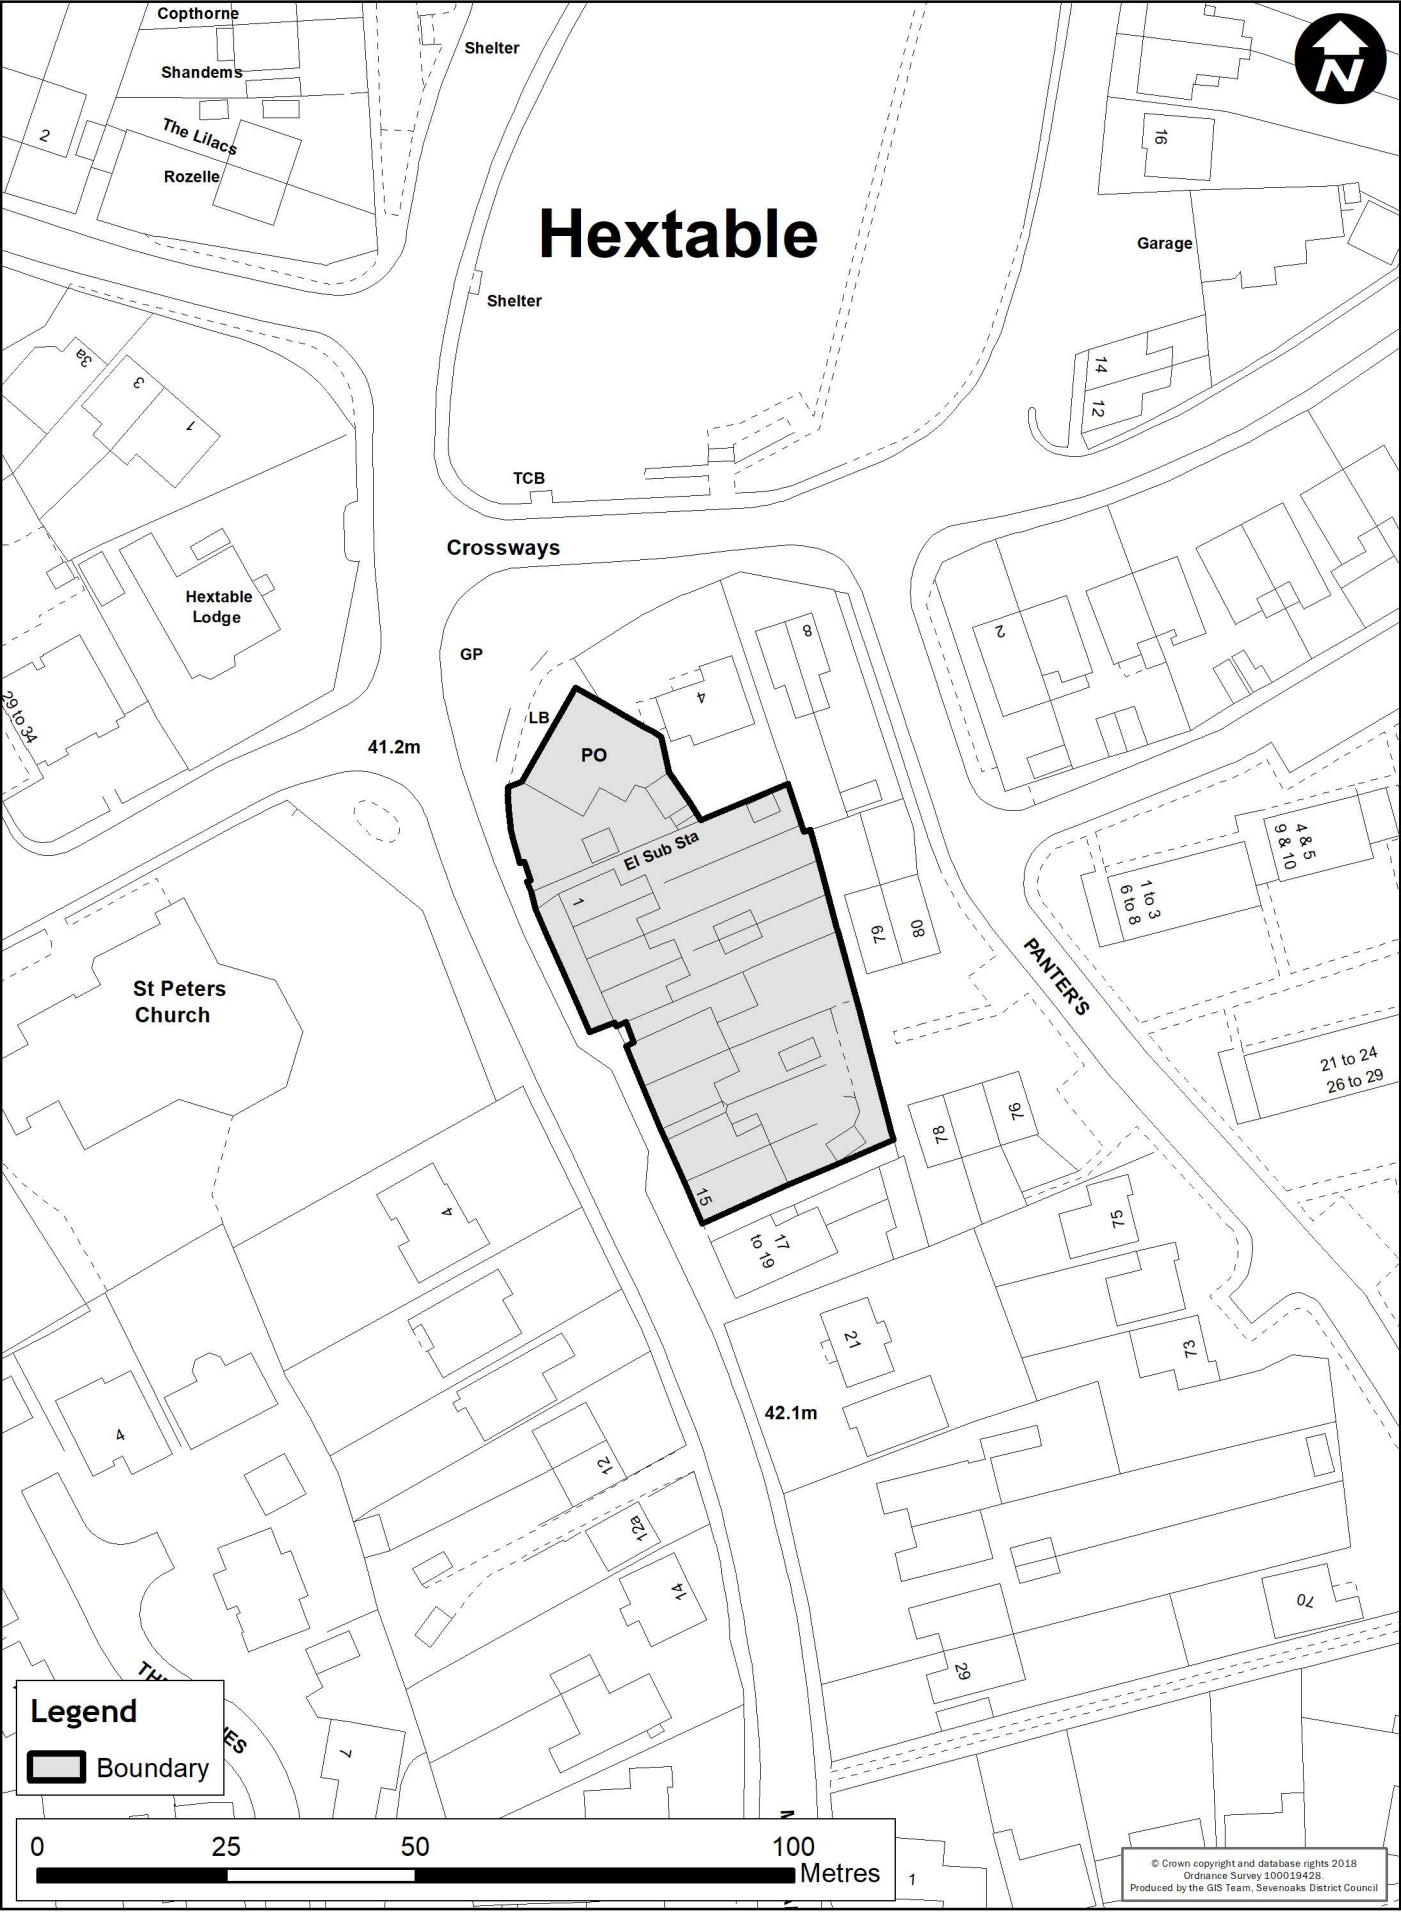 Copthorne
Shelter
N
Shandems
2
The Lilacs
Rozelle
16
Hextable
Garage
Shelter
3a
3
1
14
12
TCB
Crossways
Hextable
Lodge
GP
8
2
4
29 to 34
LB
41.2m
PO
El Sub Sta
4 & 5
9 & 10
1 to 3
6 to 8
1
79
80
PANTER'S
St Peters
Church
21 to 24
26 to 29
76
78
4
15
75
17
to 19
21
73
42.1m
4
12
12a
14
70
29
7
Legend
Boundary
0 25 50 100
Metres
1
© Crown copyright and database rights 2018
Ordnance Survey 100019428.
Produced by the GIS Team, Sevenoaks District Council